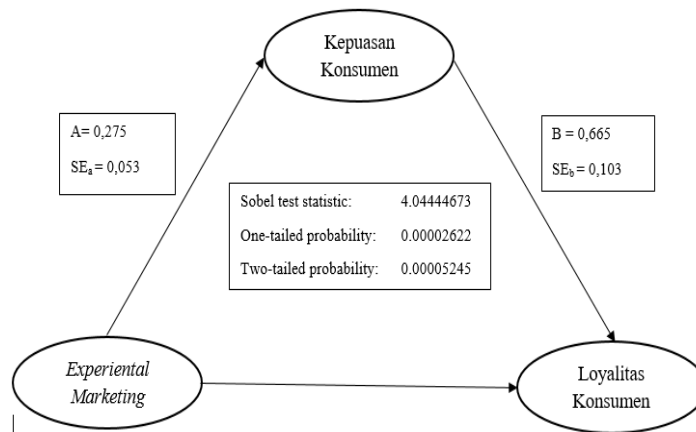 Kepuasan
Konsumen
A= 0,275
SEa = 0,053
B = 0,665
SEb = 0,103
Sobel test statistic: 4.04444673
One-tailed probability: 0.00002622
Two-tailed probability: 0.00005245
Experiental
Marketing
Loyalitas
Konsumen